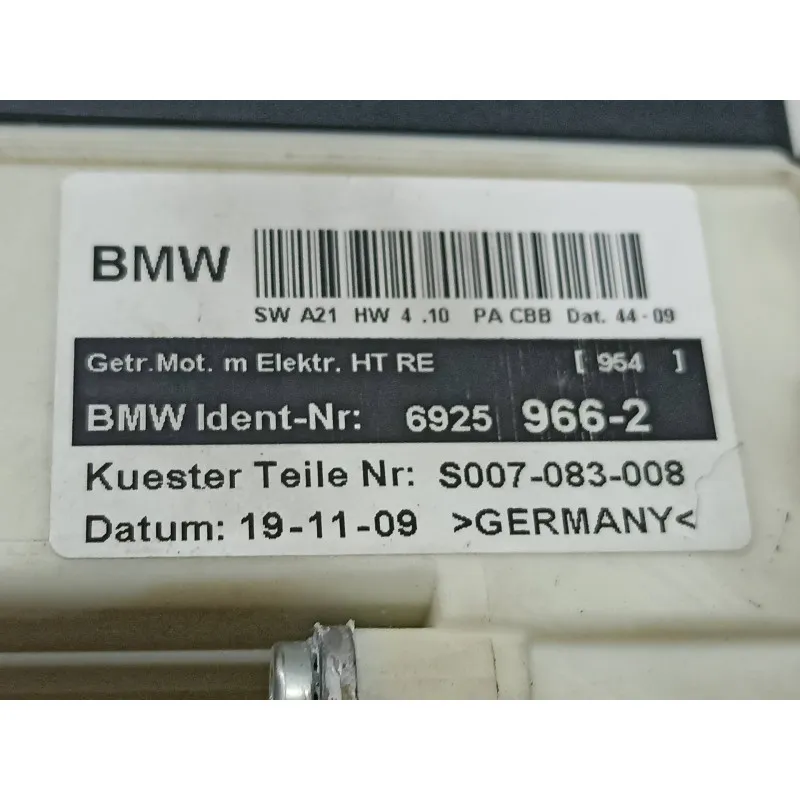 BMW
SW A21 HW 4 .10 PA CBB Dat. 44-09
Getr.Mot. m Elektr. HT RE [ 954 ]
BMW Ident-Nr: 6925 966-2
Kuester Teile Nr: S007-083-008
Datum: 19-11-09 >GERMANY<